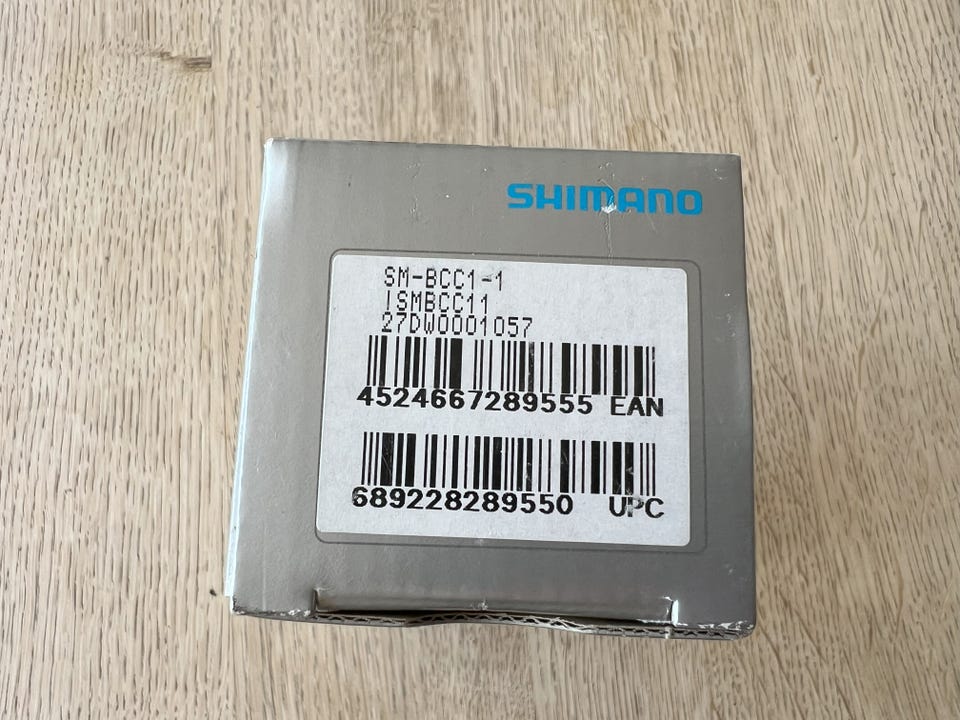 SHIMANO
SM-BCC1-1
ISMBCC11
27DW0001057
4524667289555 EAN
689228289550 UPC